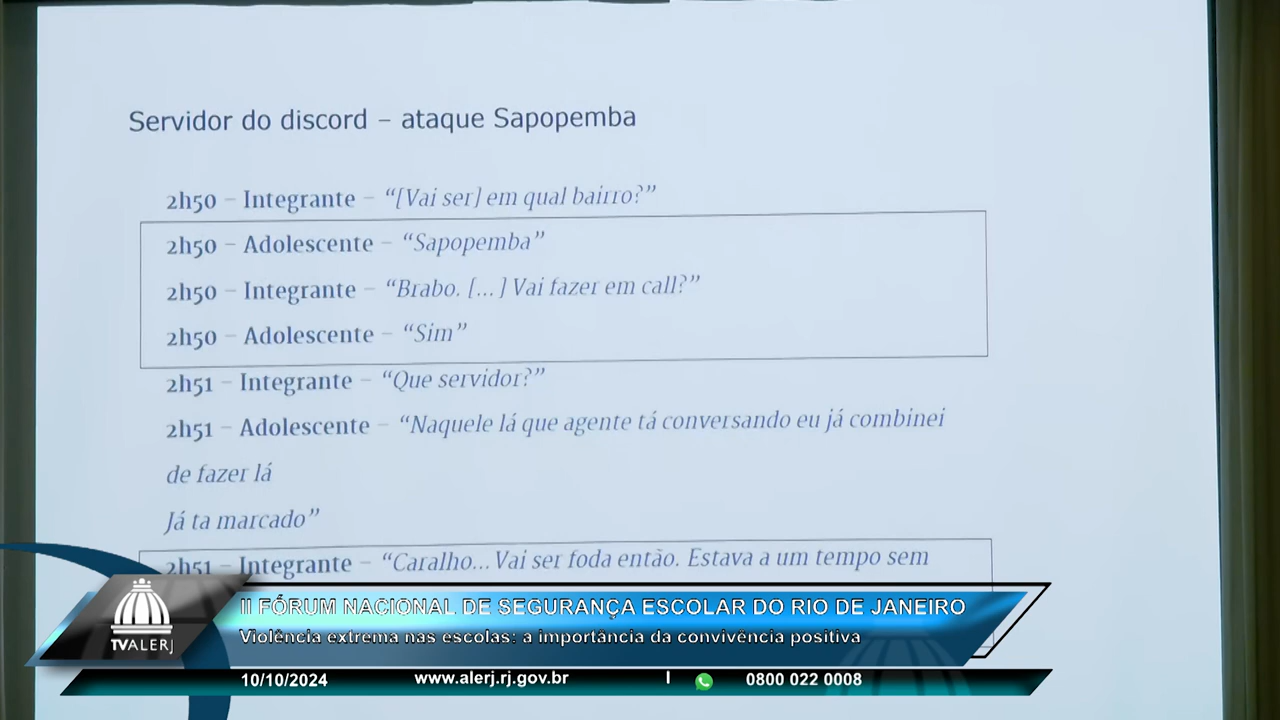 Servidor do discord – ataque Sapopemba
2h50 – Integrante – “[Vai ser] em qual bairro?”
2h50 – Adolescente – “Sapopemba”
2h50 – Integrante – “Brabo. [...] Vai fazer em call?”
2h50 – Adolescente – “Sim”
2h51 – Integrante – “Que servidor?”
2h51 – Adolescente – “Naquele lá que agente tá conversando eu já combinei
de fazer lá
Já ta marcado”
2h51 – Integrante – “Caralho... Vai ser foda então. Estava a um tempo sem
II FÓRUM NACIONAL DE SEGURANÇA ESCOLAR DO RIO DE JANEIRO
Violência extrema nas escolas: a importância da convivência positiva
TVALERJ
10/10/2024 www.alerj.rj.gov.br | 0800 022 0008